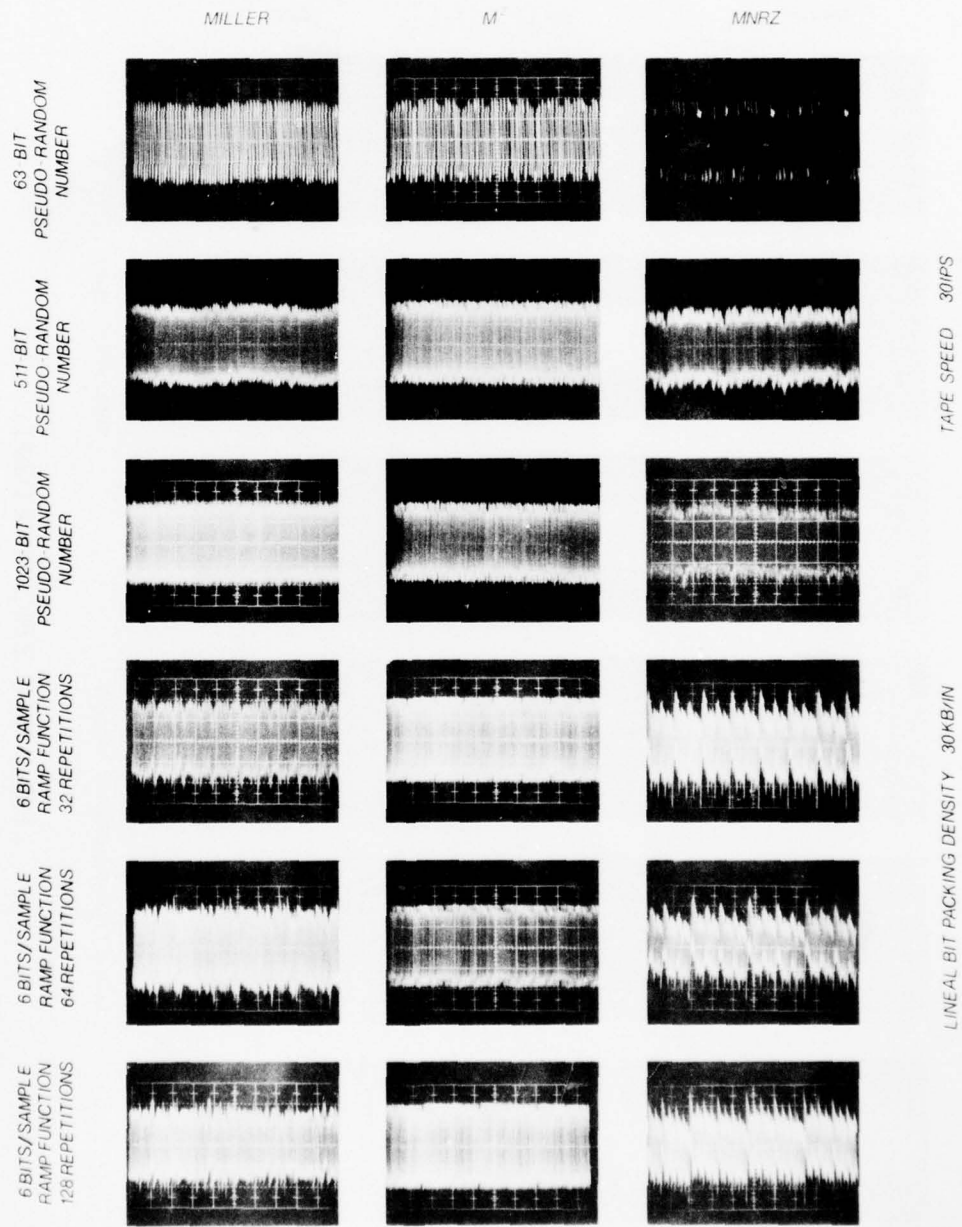 MILLER
M²
MNRZ
63-BIT
PSEUDO-RANDOM
NUMBER
511-BIT
PSEUDO-RANDOM
NUMBER
1023-BIT
PSEUDO-RANDOM
NUMBER
6 BITS/SAMPLE
RAMP FUNCTION
32 REPETITIONS
6 BITS/SAMPLE
RAMP FUNCTION
64 REPETITIONS
6 BITS/SAMPLE
RAMP FUNCTION
128 REPETITIONS
LINEAL BIT PACKING DENSITY 30KB/IN
TAPE SPEED 30IPS